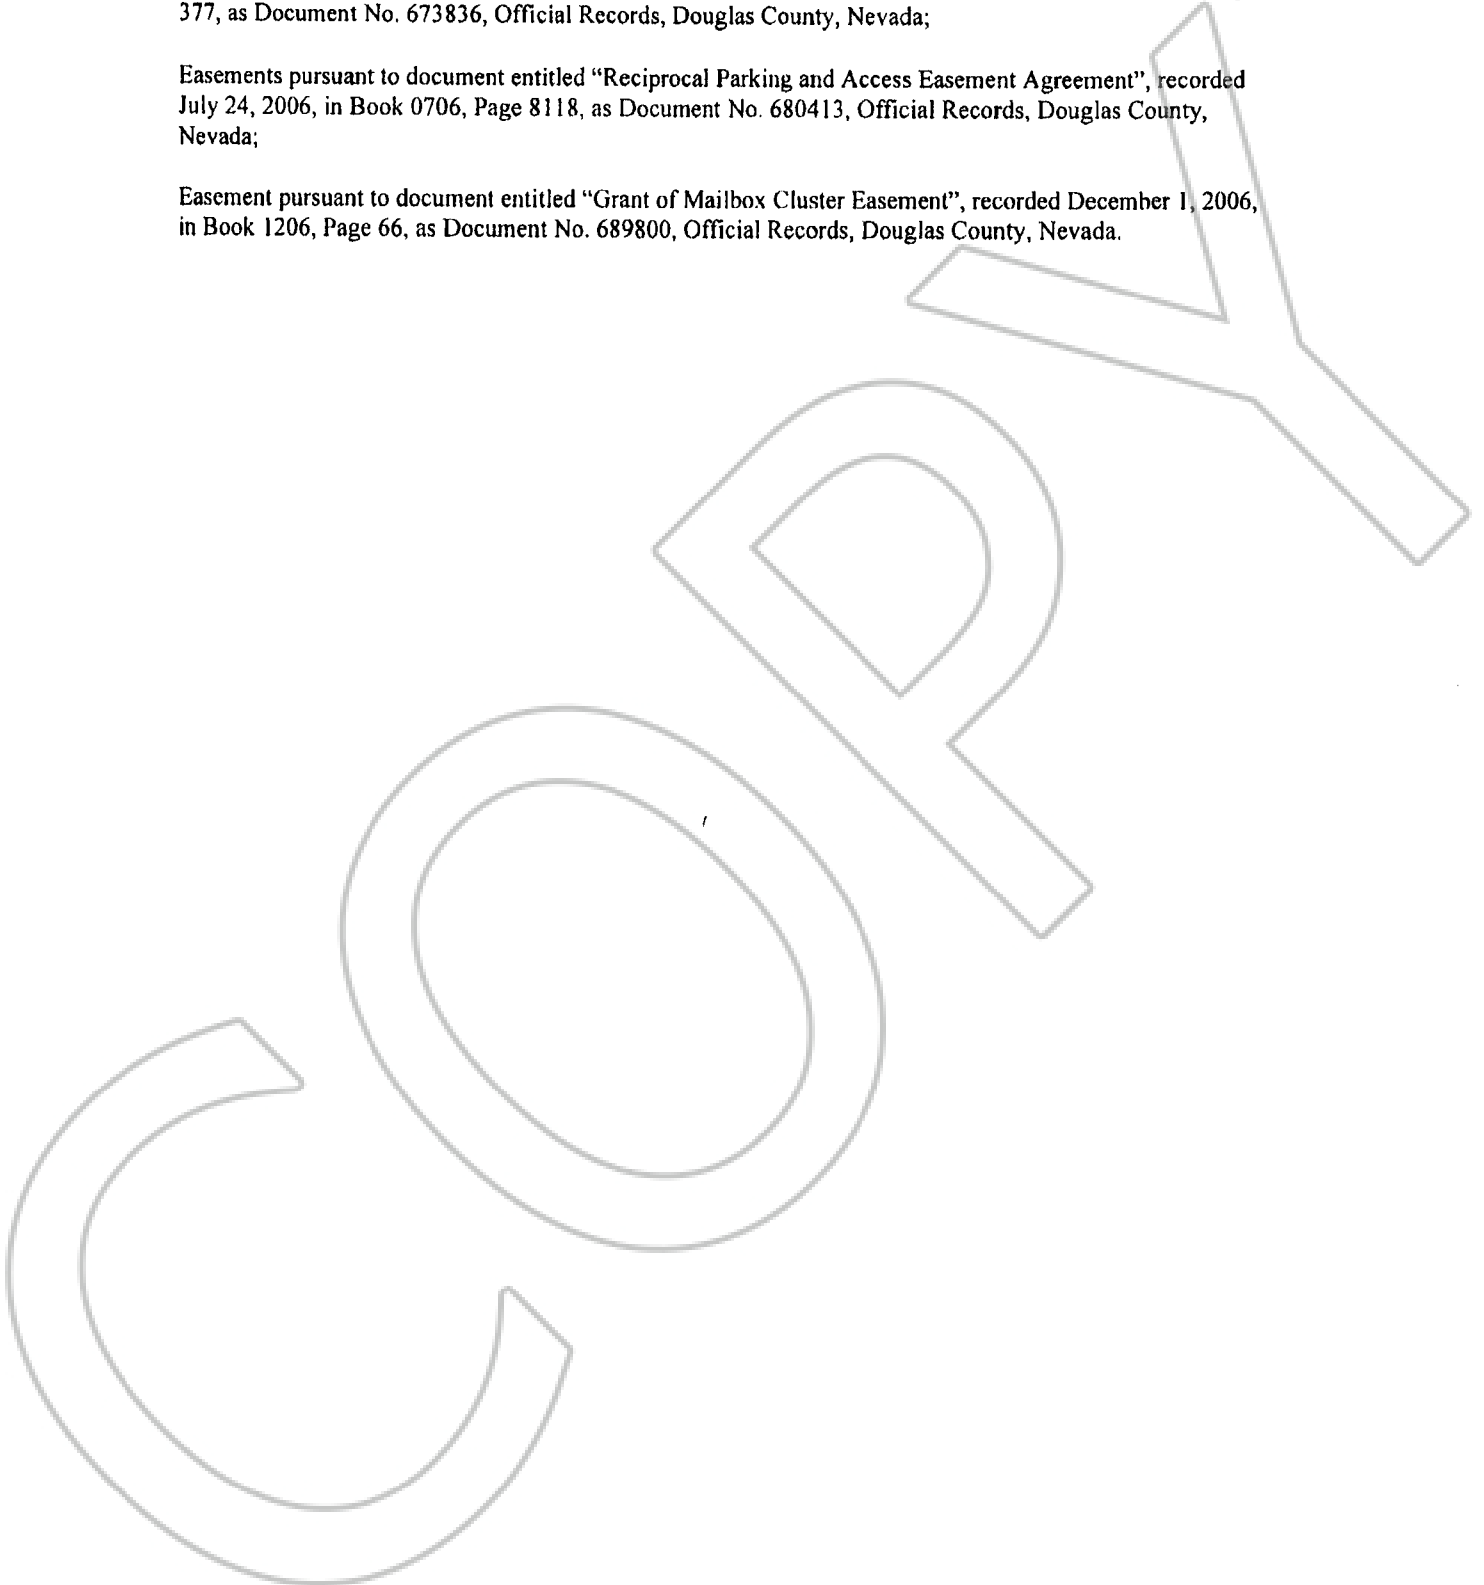 377, as Document No. 673836, Official Records, Douglas County, Nevada;
Easements pursuant to document entitled “Reciprocal Parking and Access Easement Agreement”, recorded
July 24, 2006, in Book 0706, Page 8118, as Document No. 680413, Official Records, Douglas County,
Nevada;
Easement pursuant to document entitled “Grant of Mailbox Cluster Easement”, recorded December 1, 2006,
in Book 1206, Page 66, as Document No. 689800, Official Records, Douglas County, Nevada.
COPY